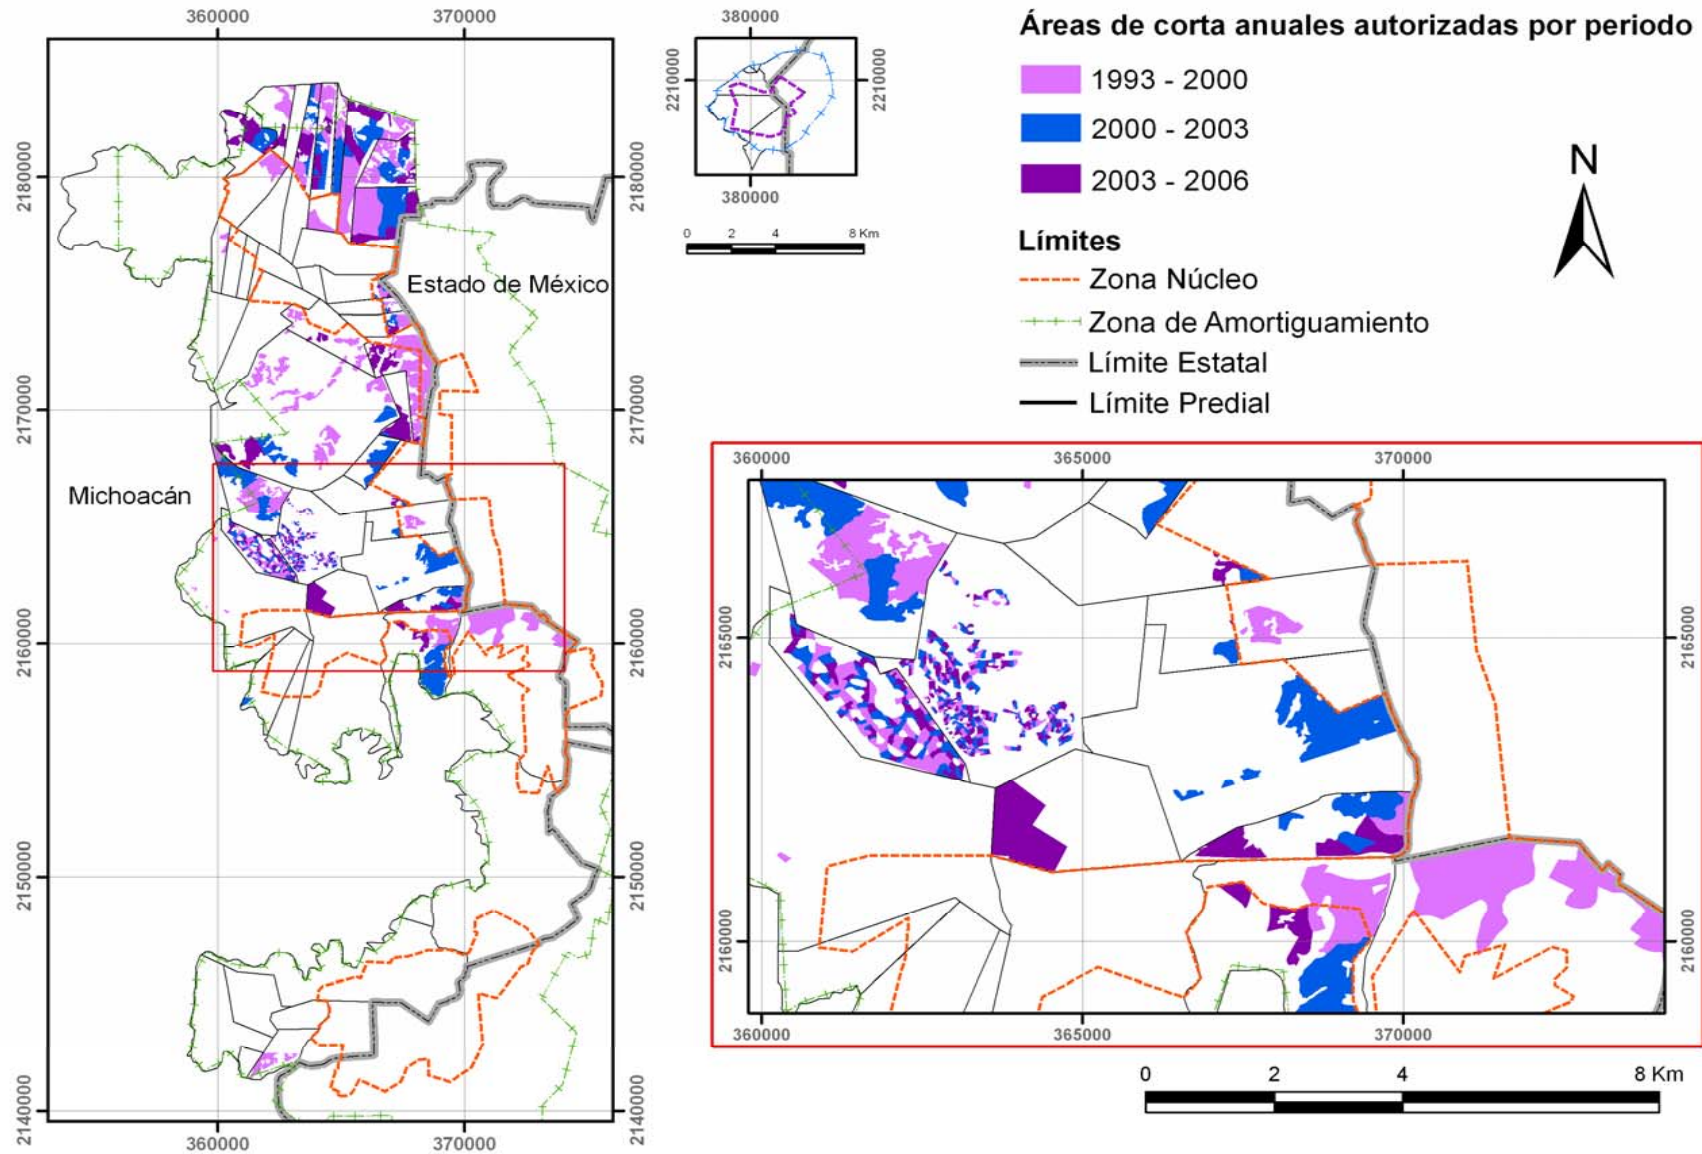 360000 370000
2180000
2170000
2160000
2150000
2140000
2180000
2170000
2160000
2150000
2140000
Estado de México
Michoacán
360000 370000
380000
2210000 2210000
380000
0 2 4 8 Km
Áreas de corta anuales autorizadas por periodo
1993 - 2000
2000 - 2003
2003 - 2006
N
Límites
Zona Núcleo
Zona de Amortiguamiento
Límite Estatal
Límite Predial
360000 365000 370000
2165000 2165000
2160000 2160000
360000 365000 370000
0 2 4 8 Km